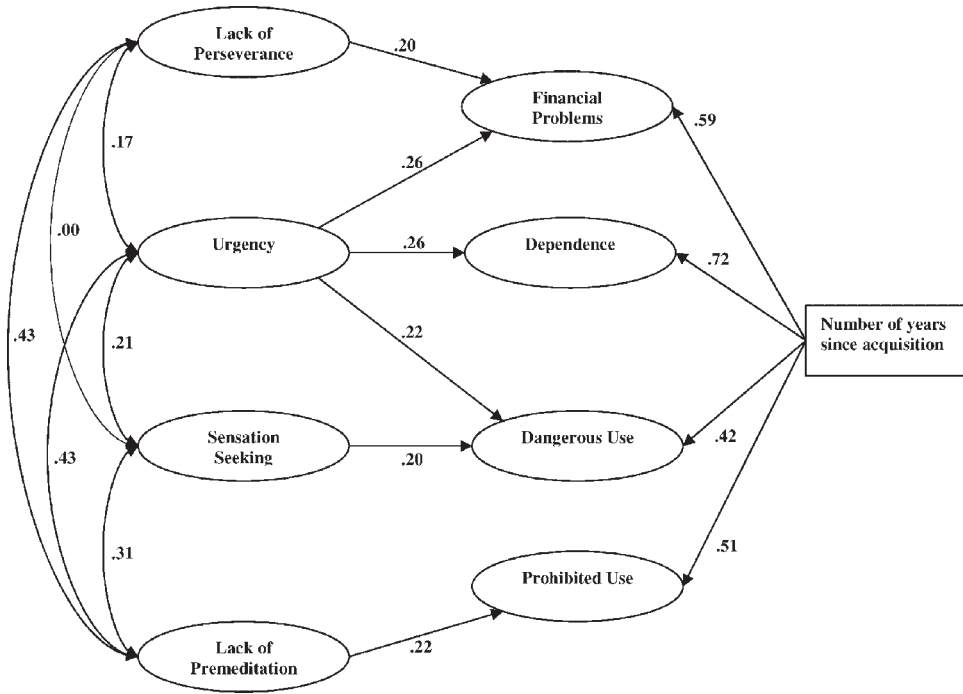 Lack of
Perseverance
.20
Financial
Problems
.59
.17
.26
.00
Urgency
.26
Dependence
.72
.22
Number of years
since acquisition
.43
.21
Sensation
Seeking
.20
Dangerous Use
.42
.43
.31
.51
Prohibited Use
Lack of
Premeditation
.22